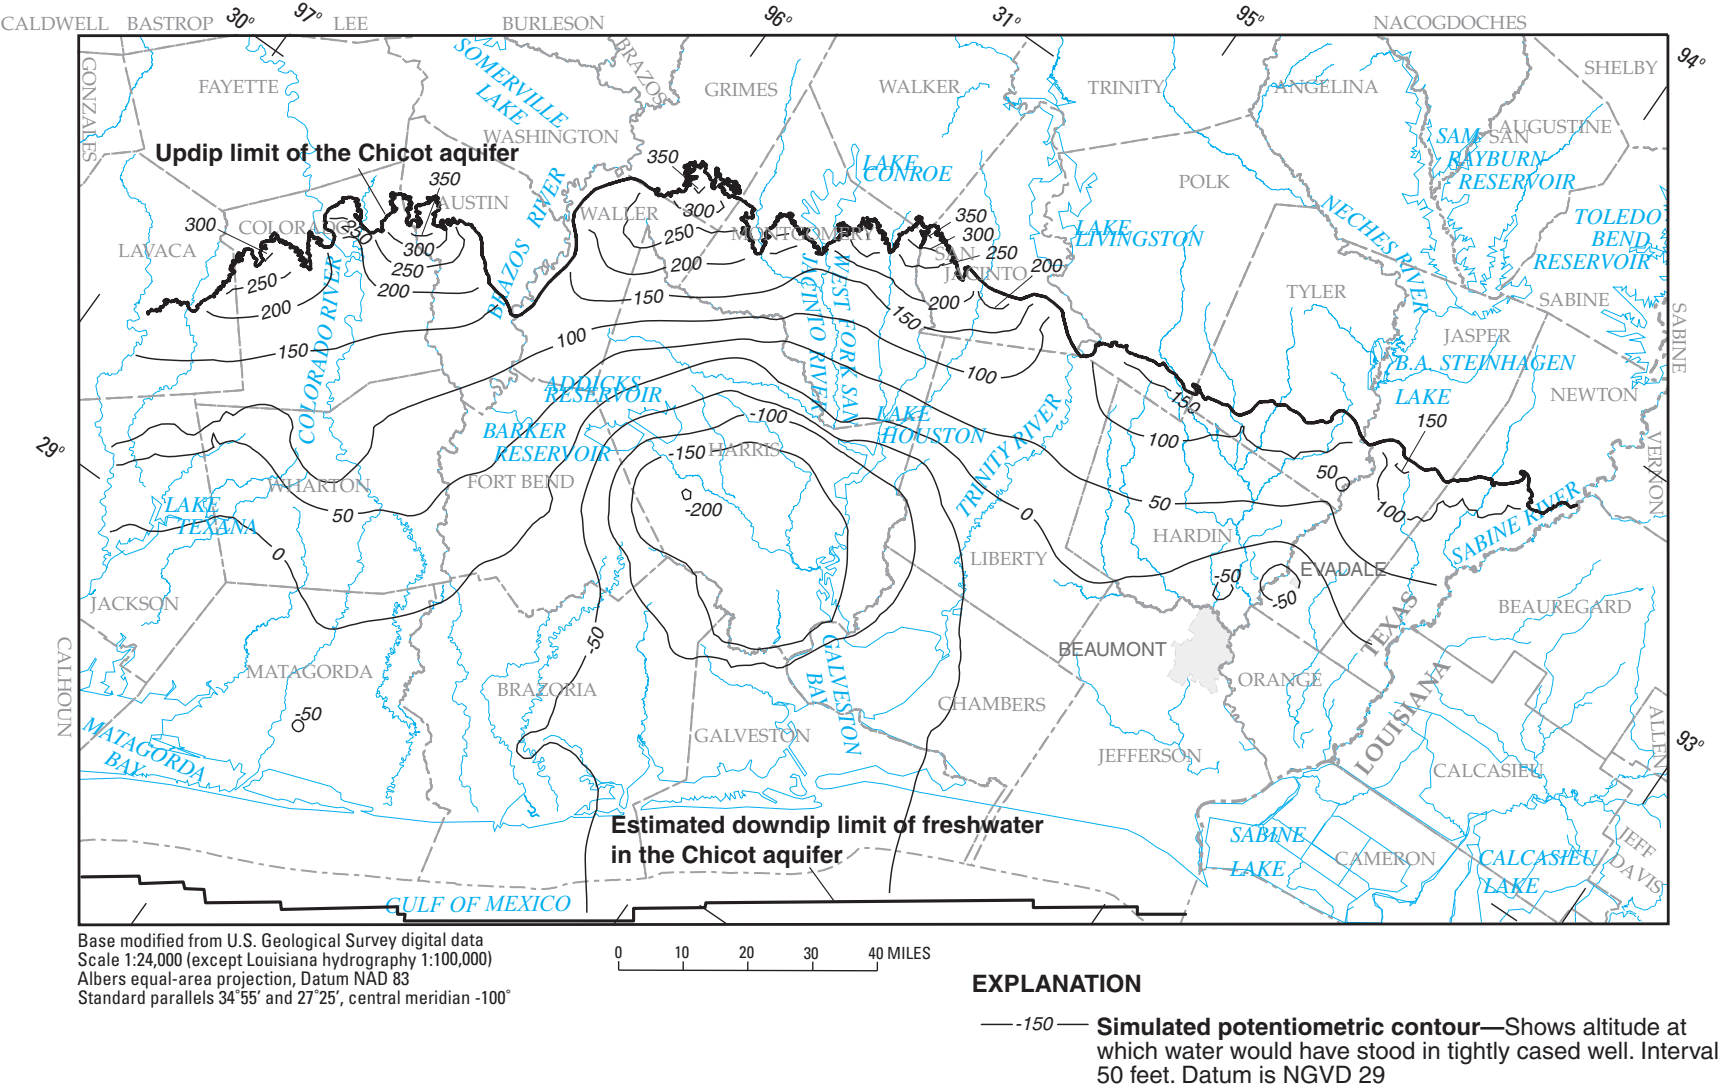 CALDWELL BASTROP 30° 97° LEE BURLESON 96° 31° 95° NACOGDOCHES
94°
GONZALES
FAYETTE
SOMERVILLE
LAKE
BRAZOS
GRIMES
WALKER
TRINITY
ANGELINA
SHELBY
WASHINGTON
SAM
RAYBURN
RESERVOIR
SAN
AUGUSTINE
Updip limit of the Chicot aquifer
350
350
LAKE
CONROE
POLK
AUSTIN
BRAZOS RIVER
WALLER
300
250
200
MONTGOMERY
350
300
250
200
SAN
JACINTO
200
LAKE
LIVINGSTON
NECHES RIVER
TOLEDO
BEND
RESERVOIR
300
COLORADO
250
300
250
200
LAVACA
250
200
COLORADO RIVER
150
150
150
WEST FORK SAN
JACINTO RIVER
TYLER
SABINE
SABINE
JASPER
100
100
B.A. STEINHAGEN
LAKE
NEWTON
150
150
ADDICKS
RESERVOIR
BARKER
RESERVOIR
-100
-150
HARRIS
-200
LAKE
HOUSTON
TRINITY RIVER
100
50
VERNON
29°
WHARTON
FORT BEND
50
50
0
100
SABINE RIVER
LAKE
TEXANA
0
LIBERTY
HARDIN
-50
-50
EVADALE
JACKSON
BEAUREGARD
TEXAS
LOUISIANA
-50
BEAUMONT
CALHOUN
MATAGORDA
BRAZORIA
GALVESTON
BAY
ORANGE
-50
CHAMBERS
ALLEN
93°
MATAGORDA
BAY
GALVESTON
JEFFERSON
CALCASIEU
Estimated downdip limit of freshwater
in the Chicot aquifer
SABINE
LAKE
CAMERON
CALCASIEU
LAKE
JEFF
DAVIS
GULF OF MEXICO
Base modified from U.S. Geological Survey digital data
Scale 1:24,000 (except Louisiana hydrography 1:100,000)
Albers equal-area projection, Datum NAD 83
Standard parallels 34°55′ and 27°25′, central meridian -100°
0 10 20 30 40 MILES
EXPLANATION
-150 Simulated potentiometric contour—Shows altitude at
which water would have stood in tightly cased well. Interval
50 feet. Datum is NGVD 29